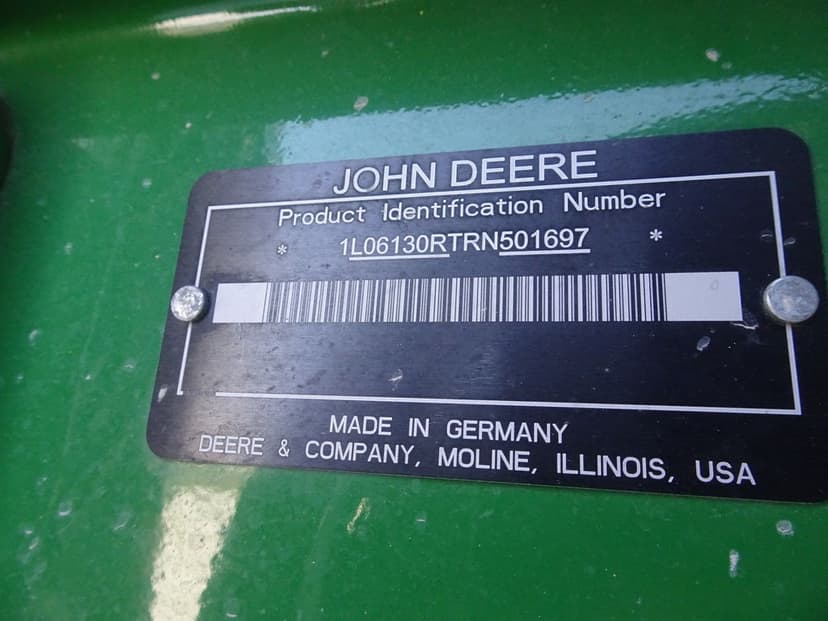 JOHN DEERE
Product Identification Number
* 1L06130RTRN501697 *
MADE IN GERMANY
DEERE & COMPANY, MOLINE, ILLINOIS, USA